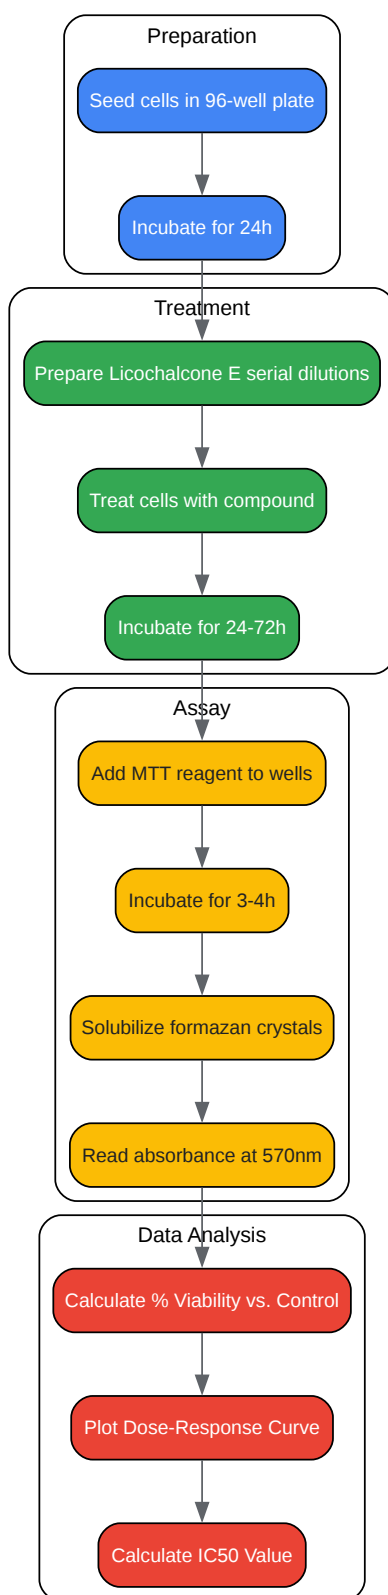 Preparation
Seed cells in 96-well plate
Incubate for 24h
Treatment
Prepare Licochalcone E serial dilutions
Treat cells with compound
Incubate for 24-72h
Assay
Add MTT reagent to wells
Incubate for 3-4h
Solubilize formazan crystals
Read absorbance at 570nm
Data Analysis
Calculate % Viability vs. Control
Plot Dose-Response Curve
Calculate IC50 Value